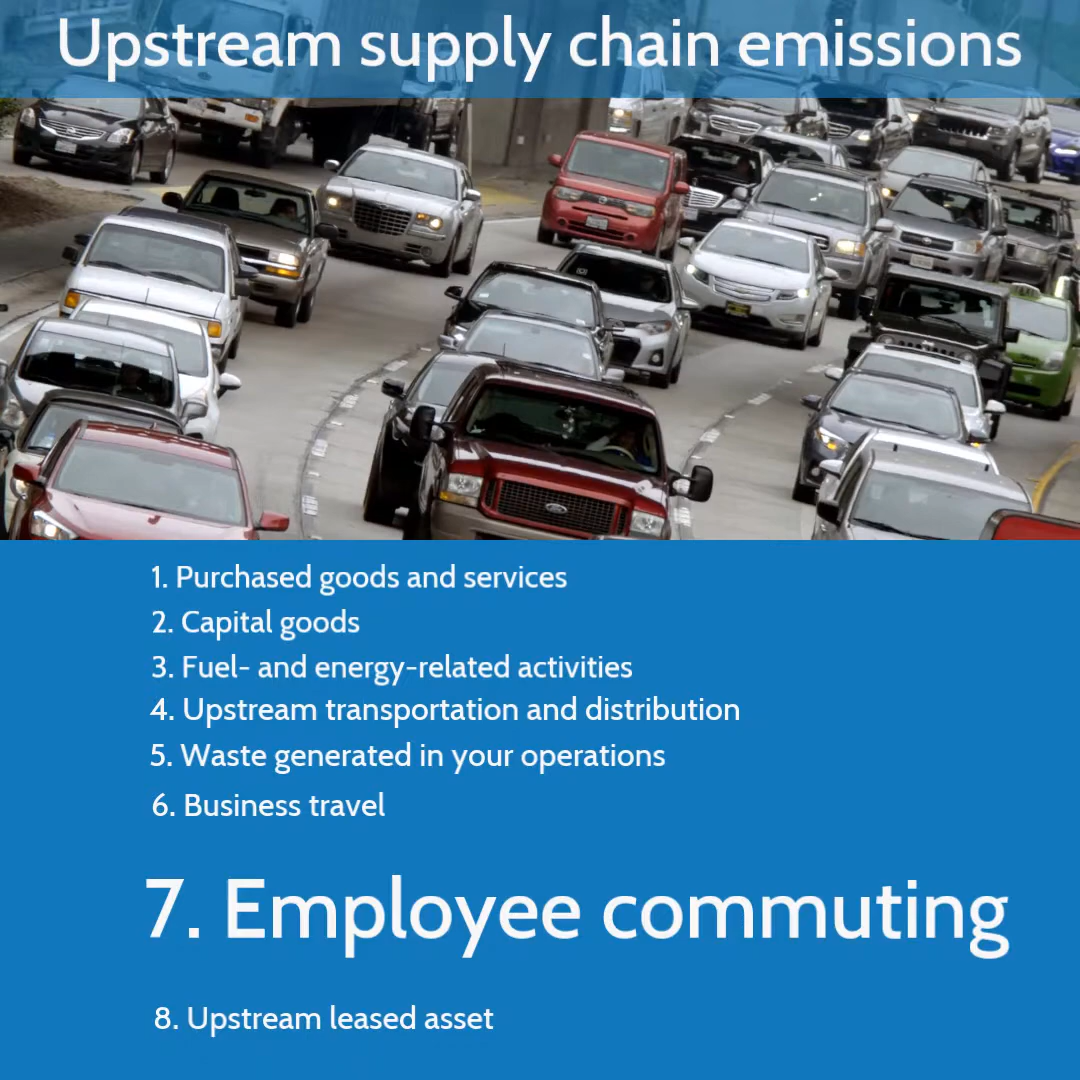 Upstream supply chain emissions
1. Purchased goods and services
2. Capital goods
3. Fuel- and energy-related activities
4. Upstream transportation and distribution
5. Waste generated in your operations
6. Business travel
7. Employee commuting
8. Upstream leased asset